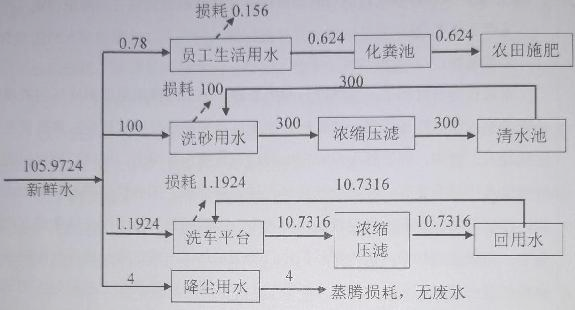 损耗 0.156
0.78
员工生活用水
0.624
化粪池
0.624
农田施肥
损耗 100
300
100
洗砂用水
300
浓缩压滤
300
清水池
105.9724
新鲜水
损耗 1.1924
10.7316
1.1924
洗车平台
10.7316
浓缩
压滤
10.7316
回用水
4
降尘用水
4
蒸腾损耗，无废水